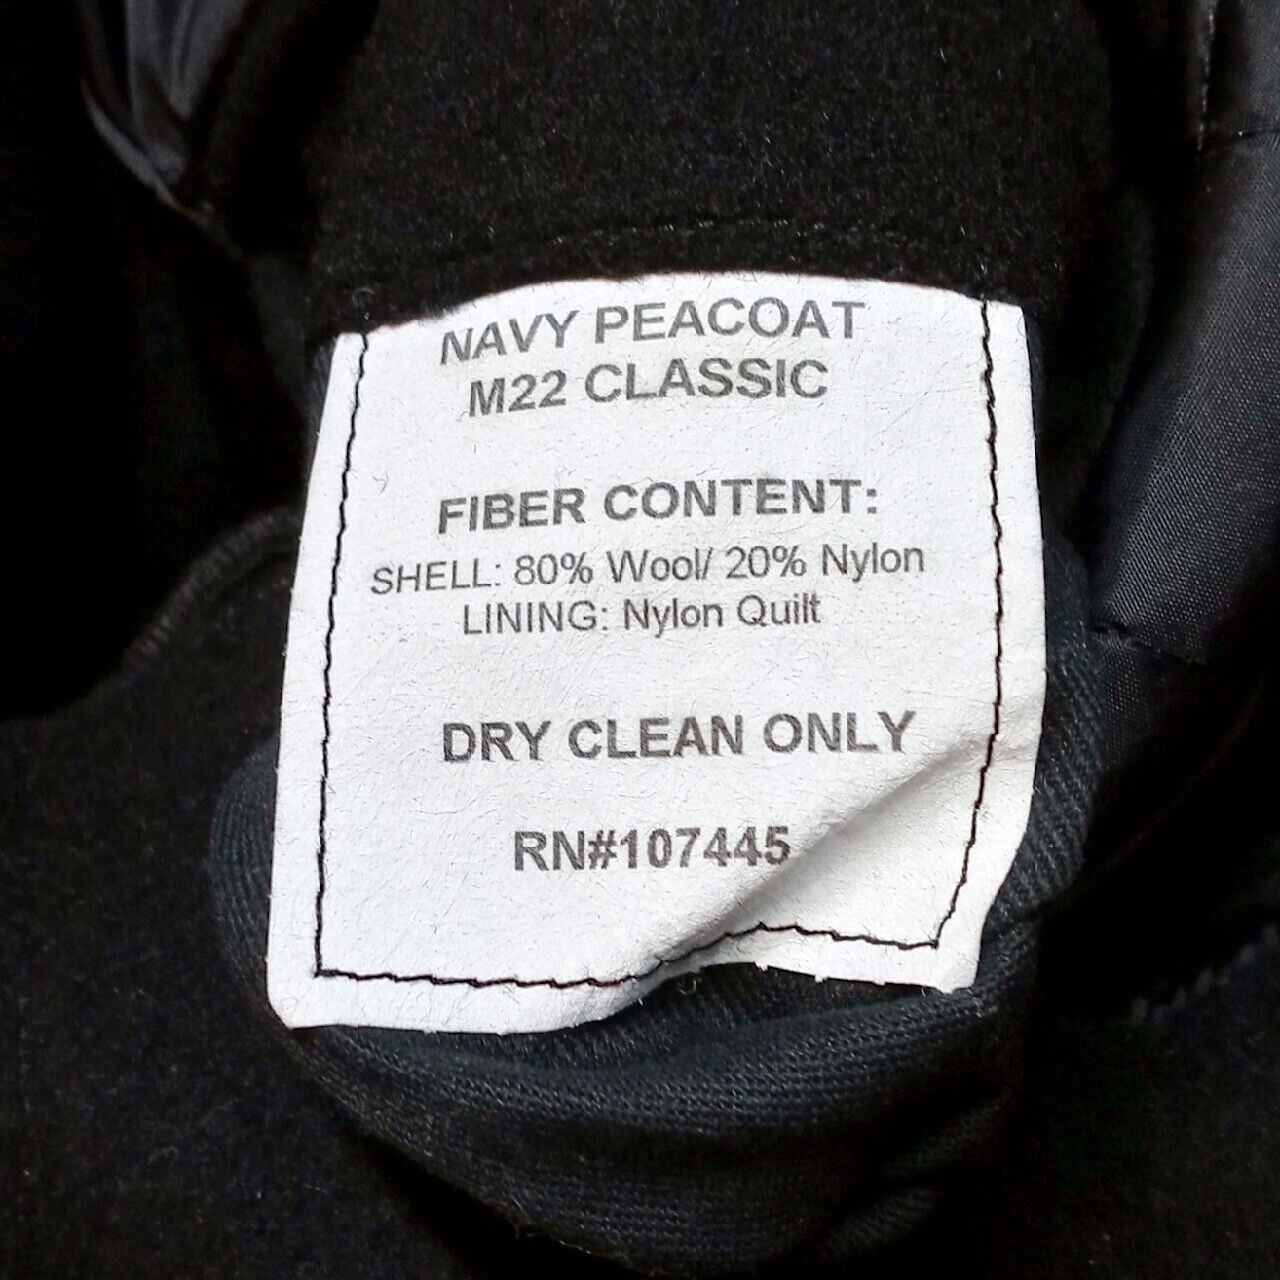 NAVY PEACOAT
M22 CLASSIC
FIBER CONTENT:
SHELL: 80% Wool/ 20% Nylon
LINING: Nylon Quilt
DRY CLEAN ONLY
RN#107445